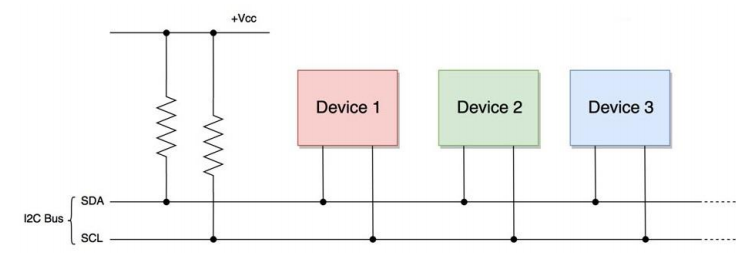 +Vcc
Device 1
Device 2
Device 3
SDA
I2C Bus
SCL